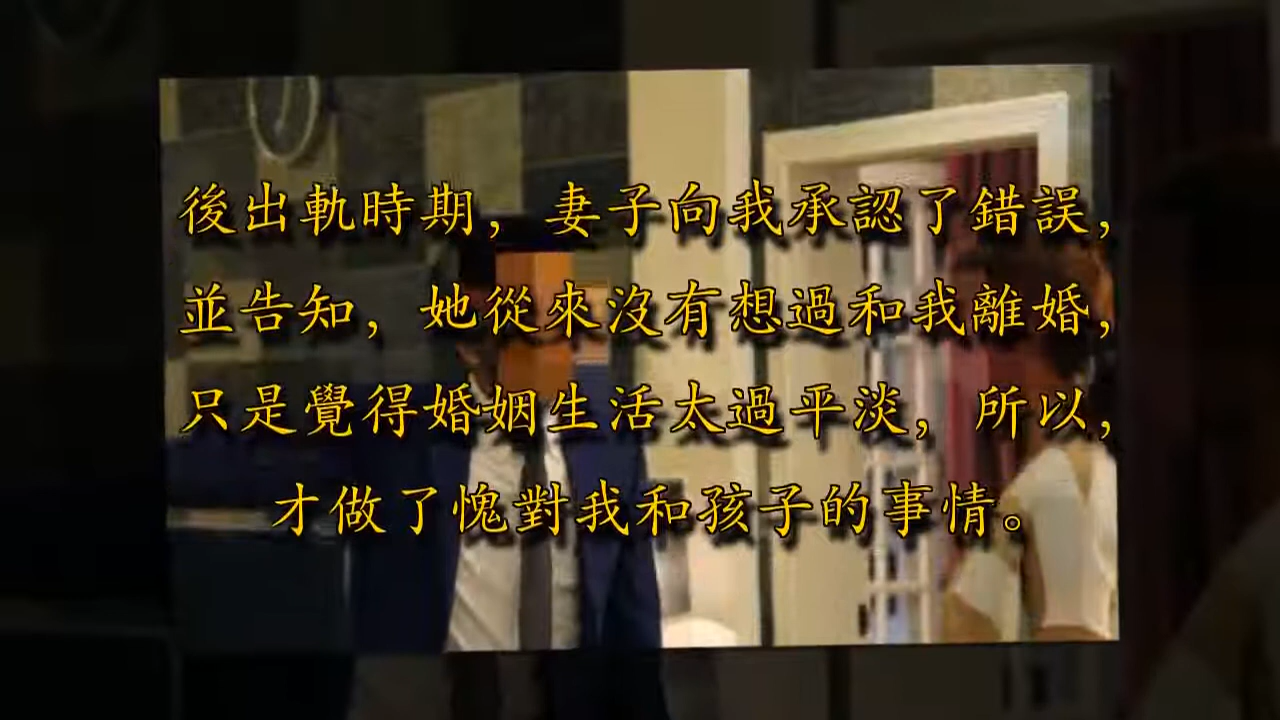 後出軌時期，妻子向我承認了錯誤，
並告知，她從來沒有想過和我離婚，
只是覺得婚姻生活太過平淡，所以，
才做了愧對我和孩子的事情。